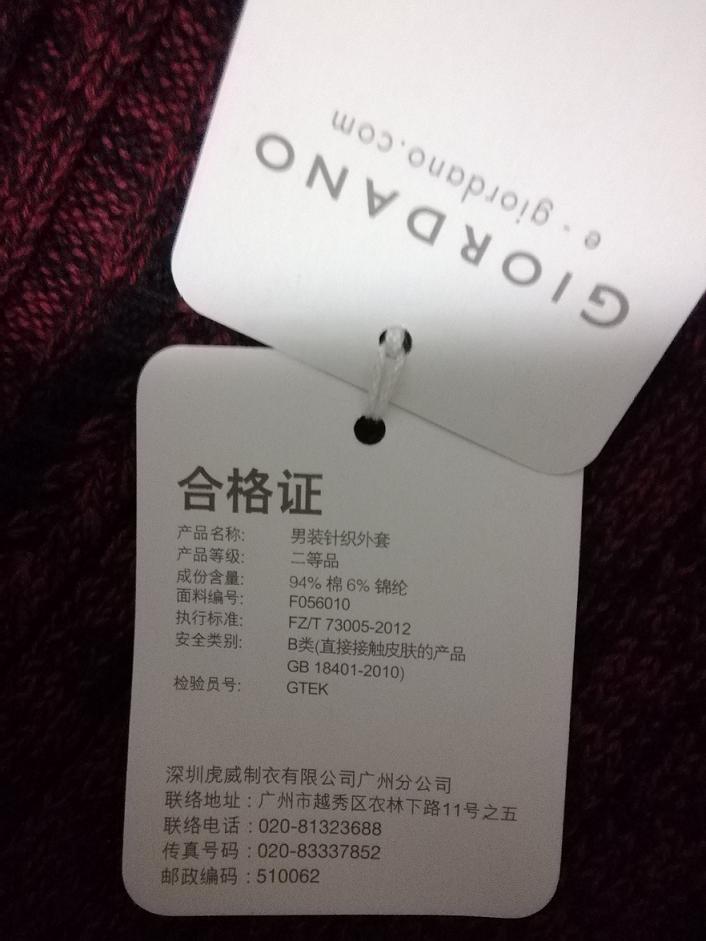 GIORDANO
e·giordano.com
合格证
产品名称: 男装针织外套
产品等级: 二等品
成份含量: 94% 棉 6% 锦纶
面料编号: F056010
执行标准: FZ/T 73005-2012
安全类别: B类(直接接触皮肤的产品
GB 18401-2010)
检验员号: GTEK
深圳虎威制衣有限公司广州分公司
联络地址：广州市越秀区农林下路11号之五
联络电话：020-81323688
传真号码：020-83337852
邮政编码：510062